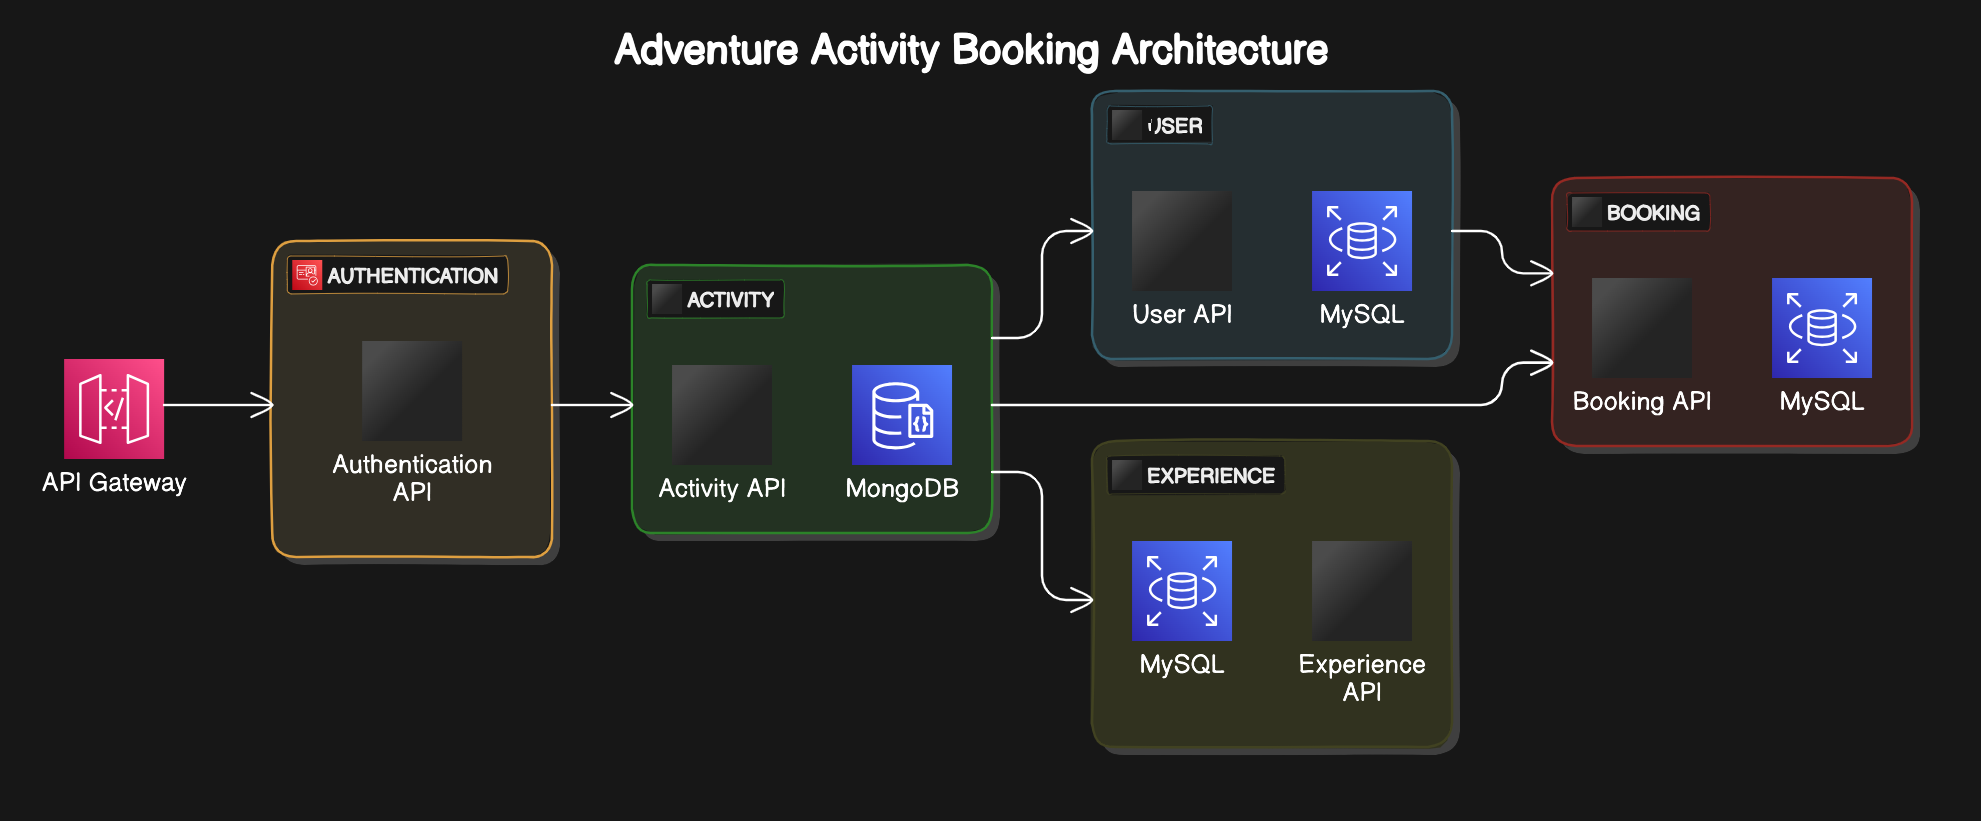 Adventure Activity Booking Architecture
USER
User API
MySQL
BOOKING
Booking API
MySQL
AUTHENTICATION
Authentication
API
ACTIVITY
Activity API
MongoDB
API Gateway
EXPERIENCE
MySQL
Experience
API